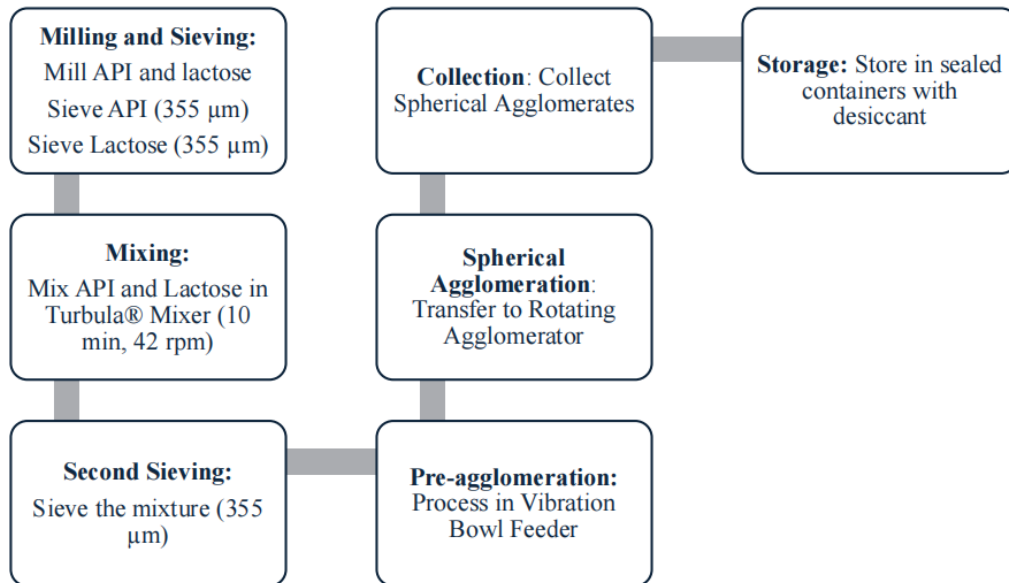 Milling and Sieving:
Mill API and lactose
Sieve API (355 µm)
Sieve Lactose (355 µm)
Mixing:
Mix API and Lactose in
Turbula® Mixer (10
min, 42 rpm)
Second Sieving:
Sieve the mixture (355
µm)
Pre-agglomeration:
Process in Vibration
Bowl Feeder
Spherical
Agglomeration:
Transfer to Rotating
Agglomerator
Collection: Collect
Spherical Agglomerates
Storage: Store in sealed
containers with
desiccant